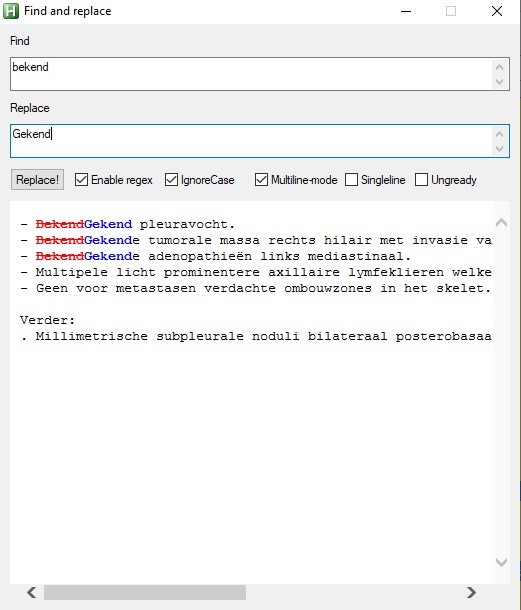 Find and replace
Find
bekend
Replace
Gekend
Replace! Enable regex IgnoreCase Multiline-mode Singleline Ungready
- BekendGekend pleuravocht.
- BekendGekende tumorale massa rechts hilair met invasie va
- BekendGekende adenopathieën links mediastinaal.
- Multipele licht prominentere axillaire lymfeklieren welke
- Geen voor metastasen verdachte ombouwzones in het skelet.
Verder:
. Millimetrische subpleurale noduli bilateraal posterobasaa